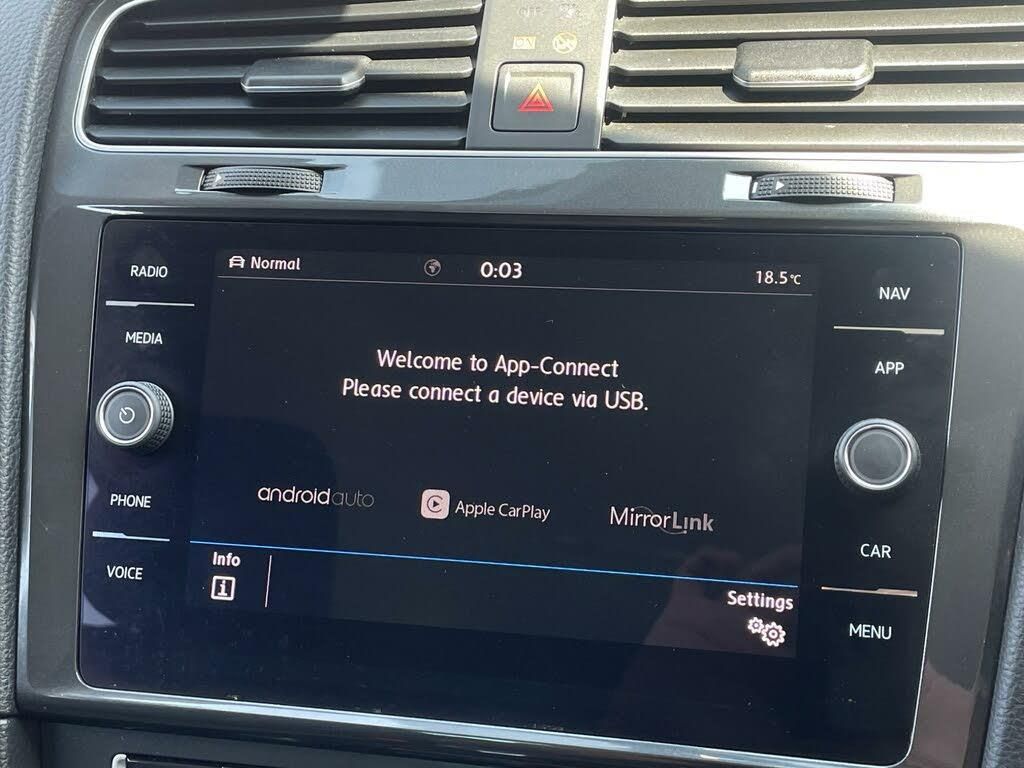 RADIO
MEDIA
PHONE
VOICE
Normal
0:03
18.5°C
Welcome to App-Connect
Please connect a device via USB.
androidauto
Apple CarPlay
MirrorLink
Info
i
Settings
NAV
APP
CAR
MENU